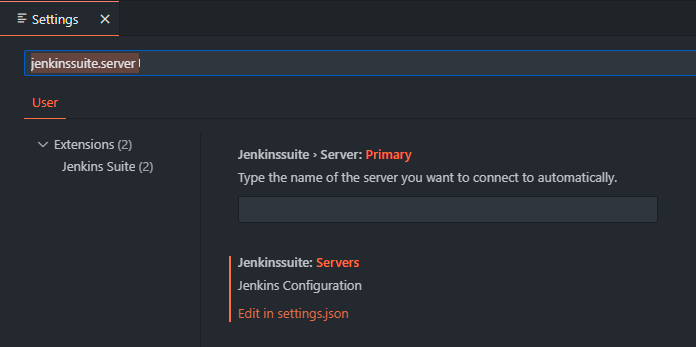 Settings
jenkinssuite.server
User
Extensions (2)
Jenkins Suite (2)
Jenkinssuite › Server: Primary
Type the name of the server you want to connect to automatically.
Jenkinssuite: Servers
Jenkins Configuration
Edit in settings.json